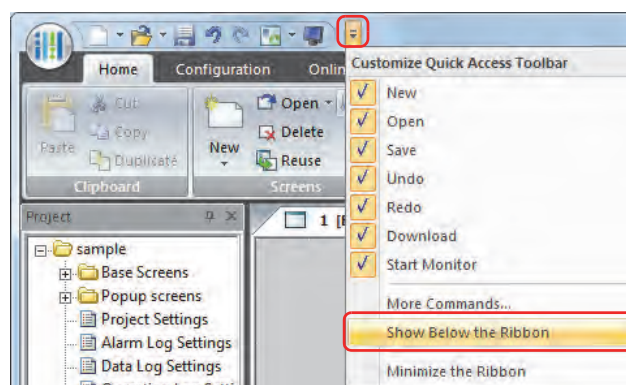 Customize Quick Access Toolbar
Home
Configuration
Onlin
New
Open
Save
Undo
Redo
Download
Start Monitor
More Commands...
Show Below the Ribbon
Minimize the Ribbon
Paste
Cut
Copy
Duplicate
Clipboard
New
Open
Delete
Reuse
Screens
Project
1 [
sample
Base Screens
Popup screens
Project Settings
Alarm Log Settings
Data Log Settings